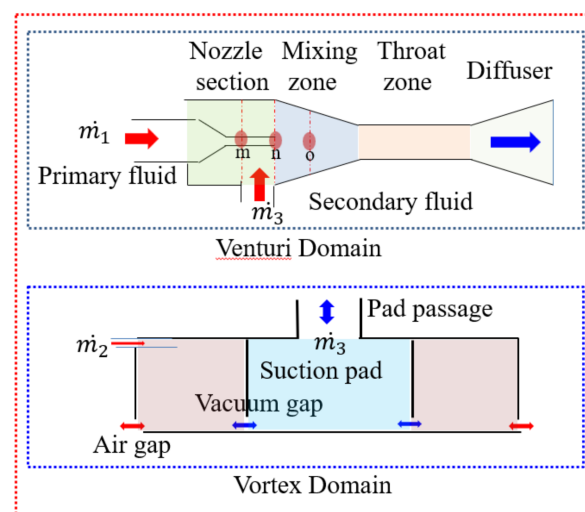 Nozzle section
Mixing zone
Throat zone
Diffuser
ṁ₁
m
n
o
Primary fluid
ṁ₃
Secondary fluid
Venturi Domain
Pad passage
ṁ₂
ṁ₃
Suction pad
Vacuum gap
Air gap
Vortex Domain